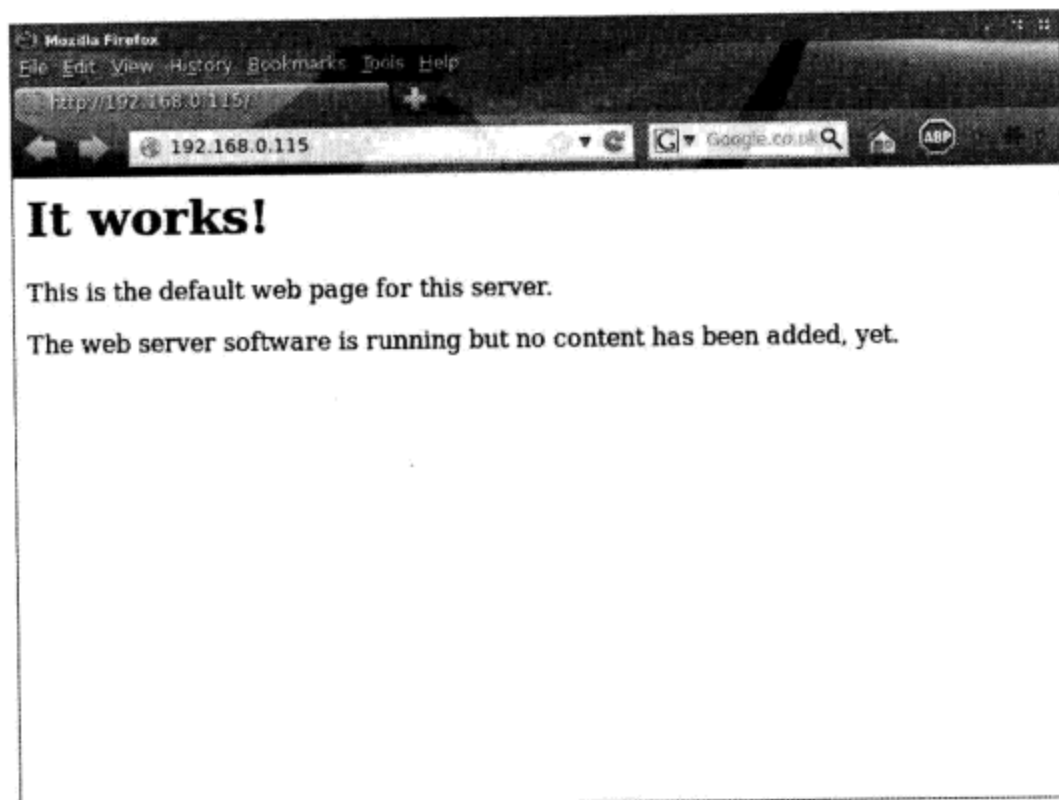 Mozilla Firefox
File Edit View History Bookmarks Tools Help
http://192.168.0.115/
192.168.0.115 G Google.co.uk ABP
It works!
This is the default web page for this server.
The web server software is running but no content has been added, yet.